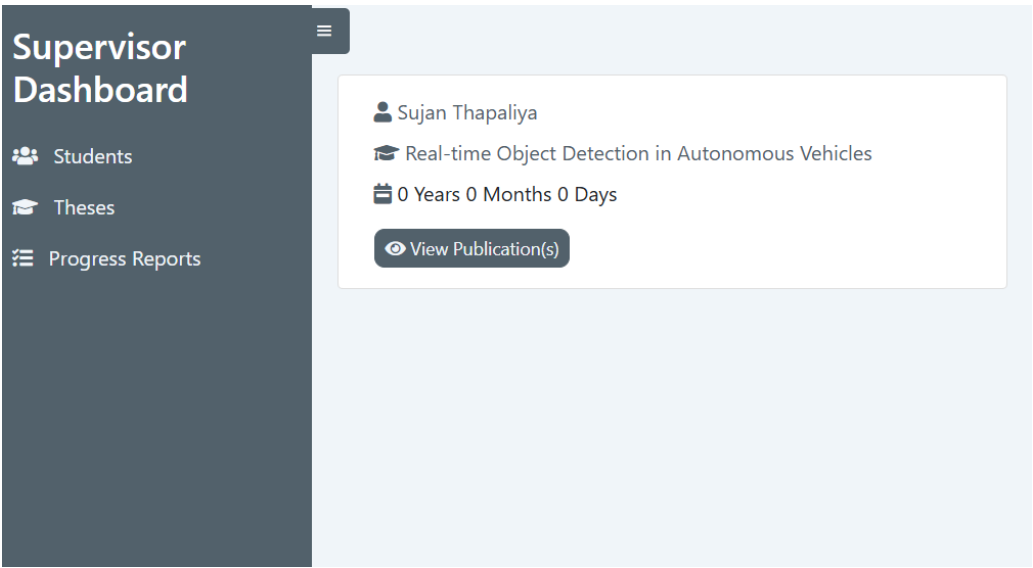 Supervisor
Dashboard
Students
Theses
Progress Reports
Sujan Thapaliya
Real-time Object Detection in Autonomous Vehicles
0 Years 0 Months 0 Days
View Publication(s)